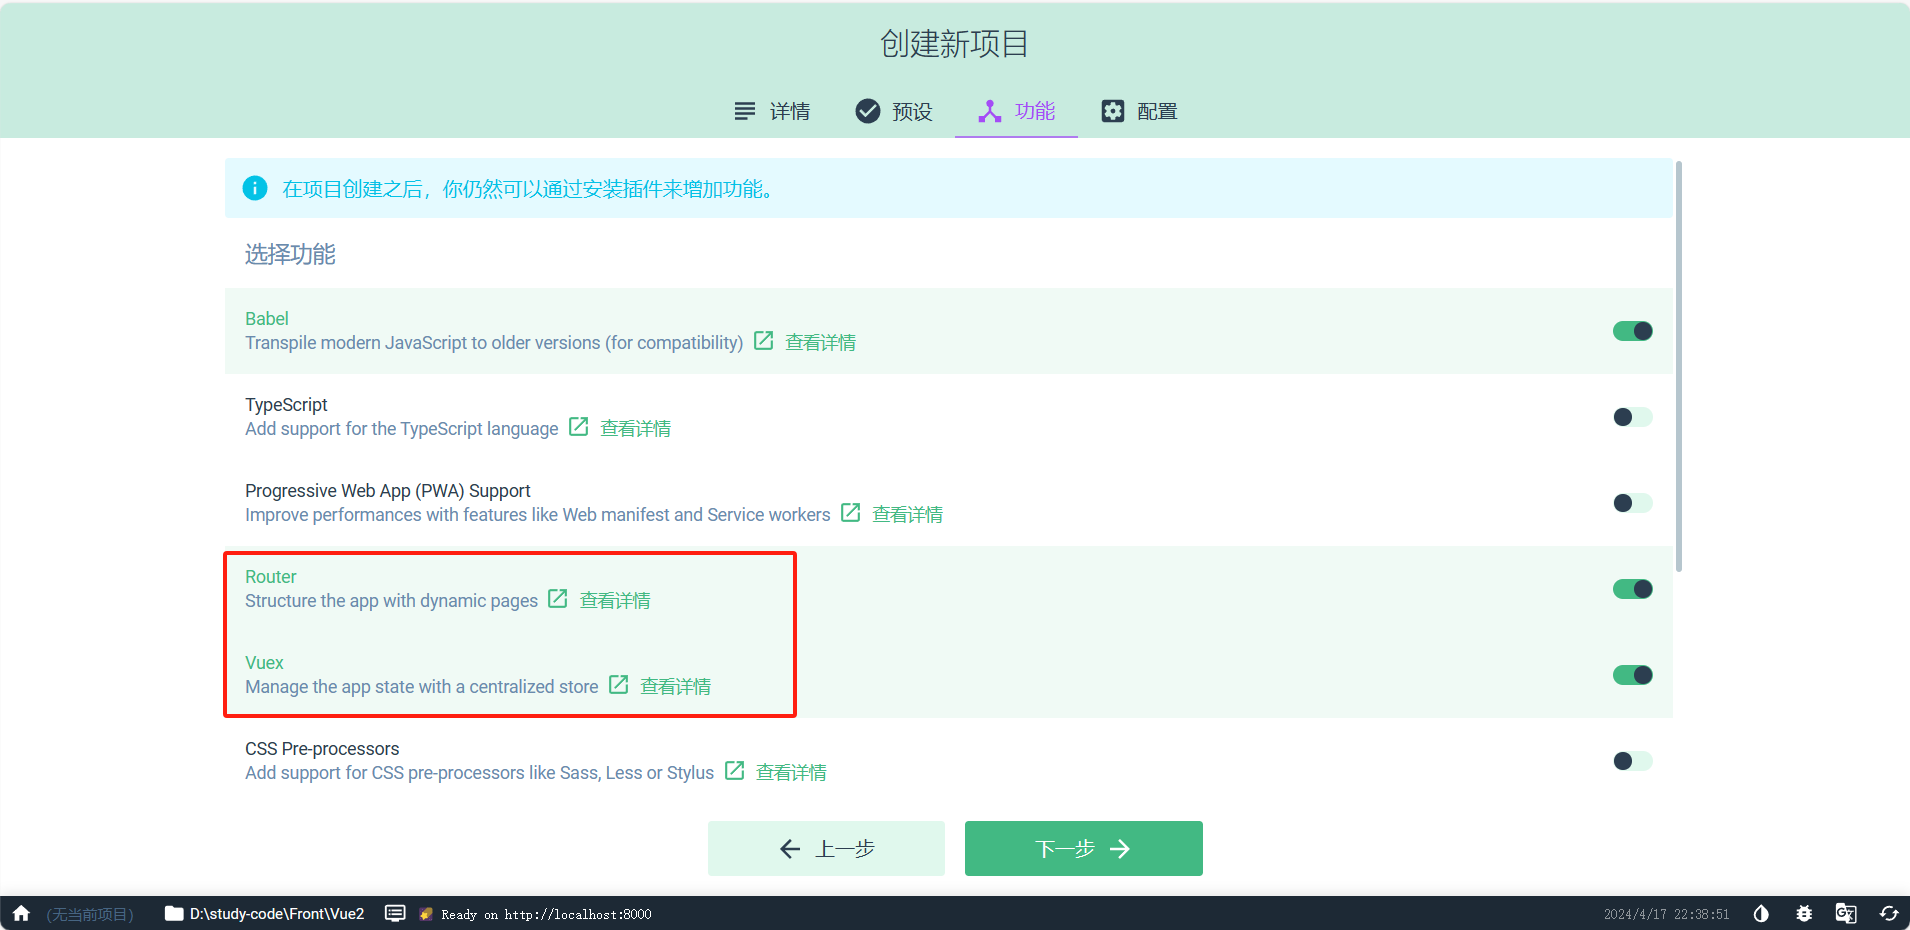 创建新项目
详情 预设 功能 配置
在项目创建之后，你仍然可以通过安装插件来增加功能。
选择功能
Babel
Transpile modern JavaScript to older versions (for compatibility) 查看详情
TypeScript
Add support for the TypeScript language 查看详情
Progressive Web App (PWA) Support
Improve performances with features like Web manifest and Service workers 查看详情
Router
Structure the app with dynamic pages 查看详情
Vuex
Manage the app state with a centralized store 查看详情
CSS Pre-processors
Add support for CSS pre-processors like Sass, Less or Stylus 查看详情
上一步 下一步
(无当前项目) D:\study-code\Front\Vue2 Ready on http://localhost:8000 2024/4/17 22:38:51